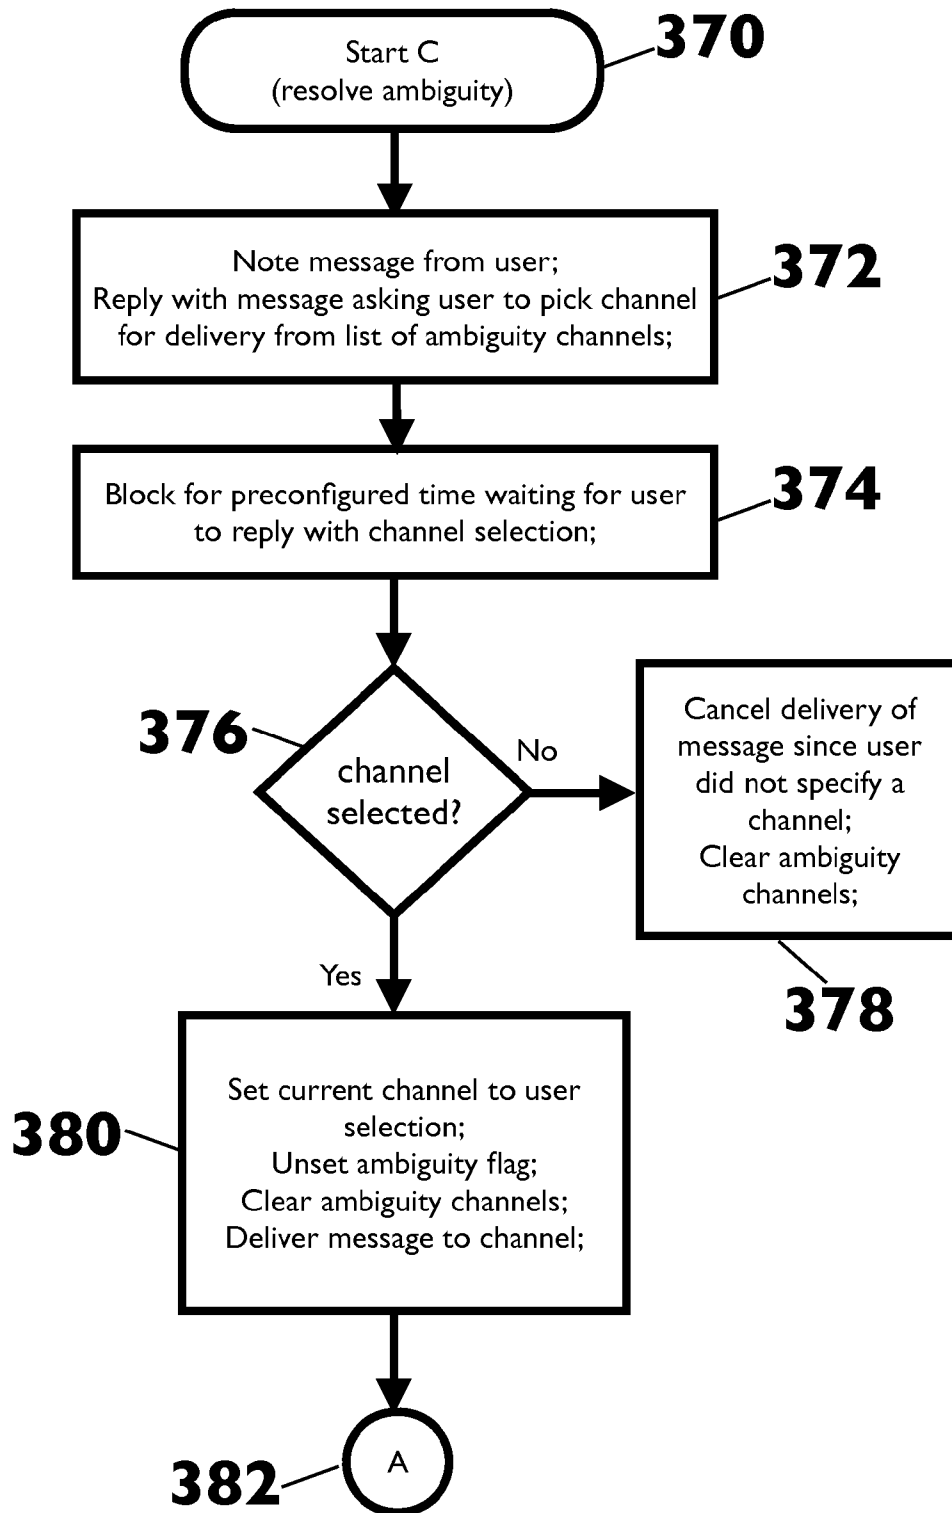 Start C
(resolve ambiguity)
370
Note message from user;
Reply with message asking user to pick channel
for delivery from list of ambiguity channels;
372
Block for preconfigured time waiting for user
to reply with channel selection;
374
376
channel
selected?
No
Cancel delivery of
message since user
did not specify a
channel;
Clear ambiguity
channels;
378
Yes
380
Set current channel to user
selection;
Unset ambiguity flag;
Clear ambiguity channels;
Deliver message to channel;
382
A